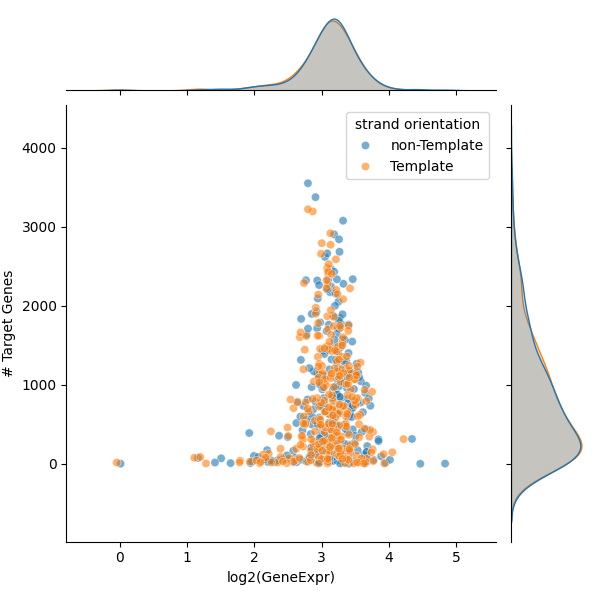 strand orientation
non-Template
Template
4000
3000
2000
1000
0
# Target Genes
0
1
2
3
4
5
log2(GeneExpr)